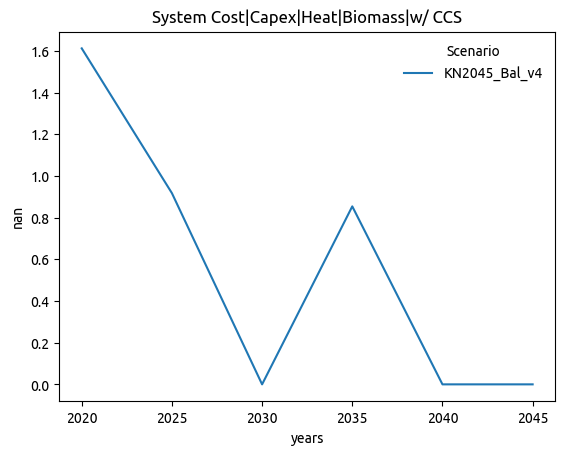 System Cost|Capex|Heat|Biomass|w/ CCS
Scenario
KN2045_Bal_v4
1.6
1.4
1.2
1.0
0.8
0.6
0.4
0.2
0.0
nan
2020 2025 2030 2035 2040 2045
years